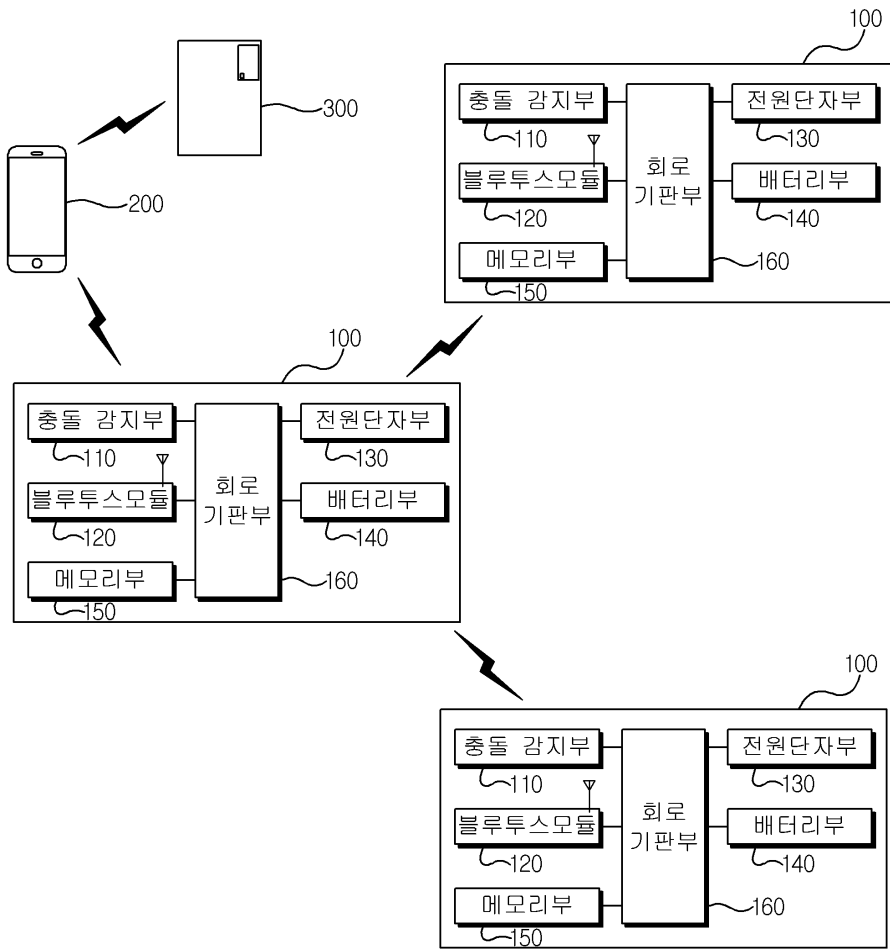 100
300
충돌 감지부
전원단자부
110
130
회로
기판부
블루투스모듈
배터리부
120
140
200
메모리부
160
150
100
충돌 감지부
전원단자부
110
130
회로
기판부
블루투스모듈
배터리부
120
140
메모리부
160
150
100
충돌 감지부
전원단자부
110
130
회로
기판부
블루투스모듈
배터리부
120
140
메모리부
160
150